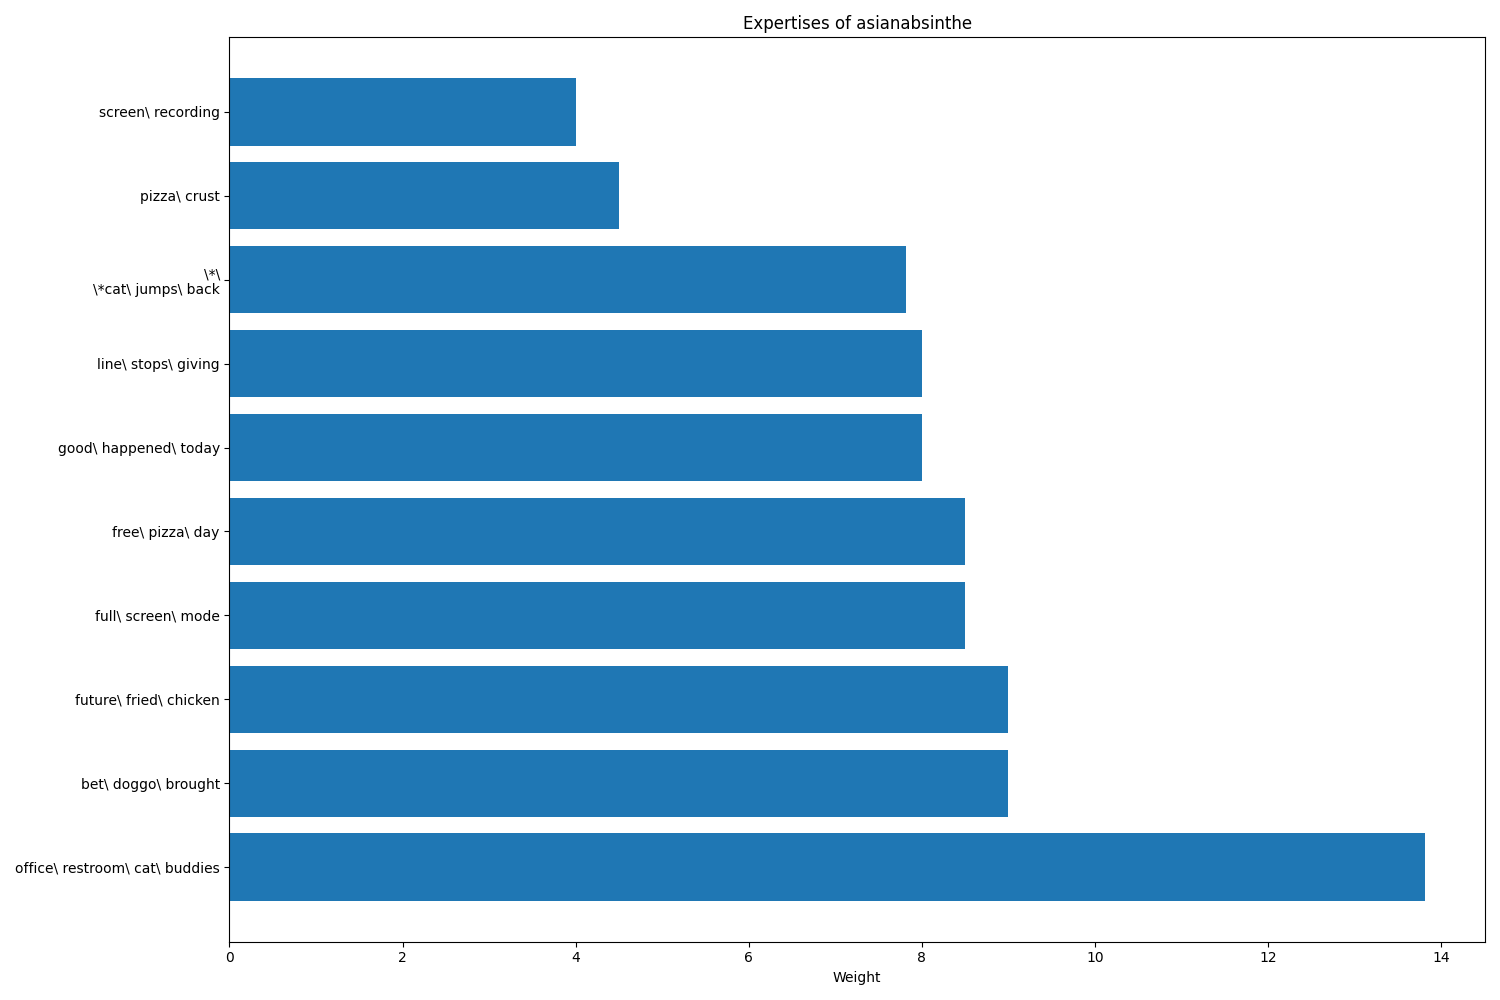 Expertises of asianabsinthe
screen\ recording
pizza\ crust
\*\
\*cat\ jumps\ back
line\ stops\ giving
good\ happened\ today
free\ pizza\ day
full\ screen\ mode
future\ fried\ chicken
bet\ doggo\ brought
office\ restroom\ cat\ buddies
0 2 4 6 8 10 12 14
Weight